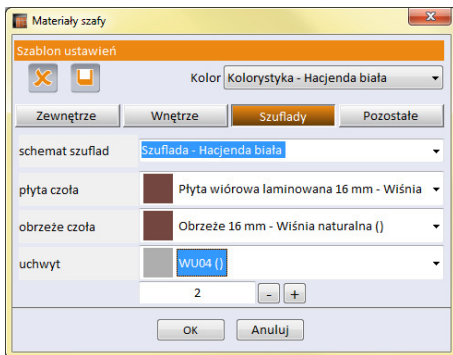 Materiały szafy
Szablon ustawień
Kolor Kolorystyka - Hacjenda biała
Zewnętrze Wnętrze Szuflady Pozostałe
schemat szuflad Szuflada - Hacjenda biała
płyta czoła Płyta wiórowa laminowana 16 mm - Wiśnia
obrzeże czoła Obrzeże 16 mm - Wiśnia naturalna ()
uchwyt WU04 ()
2 - +
OK Anuluj